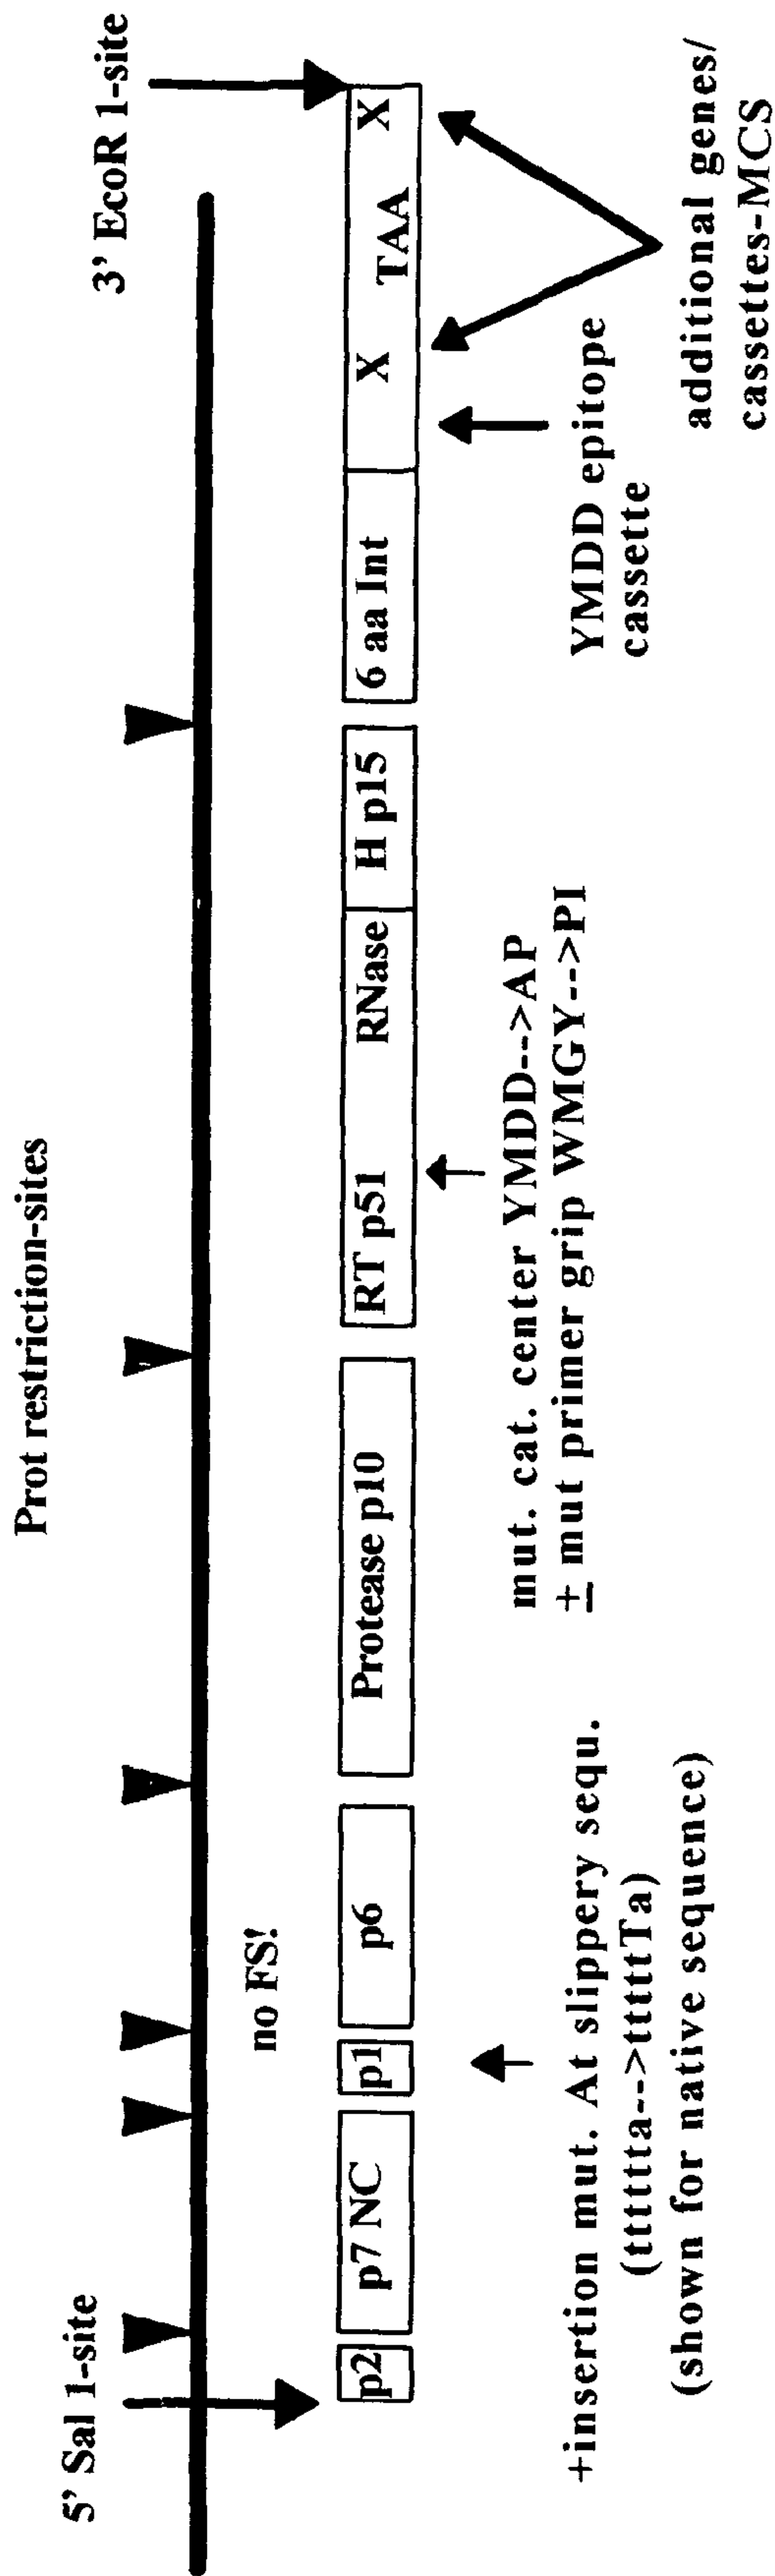 Prot restriction-sites
5' Sal 1-site
3' EcoR 1-site
no FS!
p2
p7 NC
p1
p6
Protease p10
RT p51
RNase
H p15
6 aa Int
X
TAA
X
+insertion mut. At slippery sequ.
(ttttta-->tttttTa)
(shown for native sequence)
mut. cat. center YMDD-->AP
± mut primer grip WMGY-->PI
YMDD epitope
cassette
additional genes/
cassettes-MCS